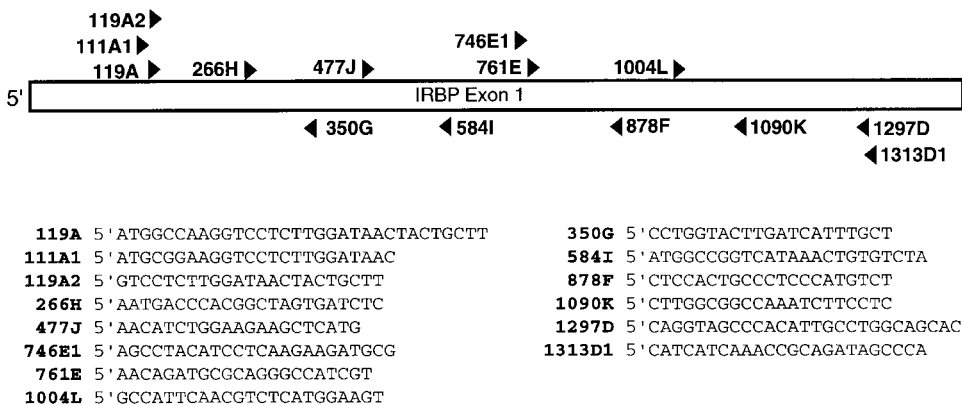 119A2
111A1
746E1
119A 266H 477J 761E 1004L
5' IRBP Exon 1
350G 584I 878F 1090K 1297D
1313D1
119A 5'ATGGCCAAGGTCCTCTTGGATAACTACTGCTT
111A1 5'ATGCGGAAGGTCCTCTTGGATAAC
119A2 5'GTCCTCTTGGATAACTACTGCTT
266H 5'AATGACCCACGGCTAGTGATCTC
477J 5'AACATCTGGAAGAAGCTCATG
746E1 5'AGCCTACATCCTCAAGAAGATGCG
761E 5'AACAGATGCGCAGGGCCATCGT
1004L 5'GCCATTCAACGTCTCATGGAAGT
350G 5'CCTGGTACTTGATCATTTGCT
584I 5'ATGGCCGGTCATAAACTGTGTCTA
878F 5'CTCCACTGCCCTCCCATGTCT
1090K 5'CTTGGCGGCCAAATCTTCCTC
1297D 5'CAGGTAGCCCACATTGCCTGGCAGCAC
1313D1 5'CATCATCAAACCGCAGATAGCCCA